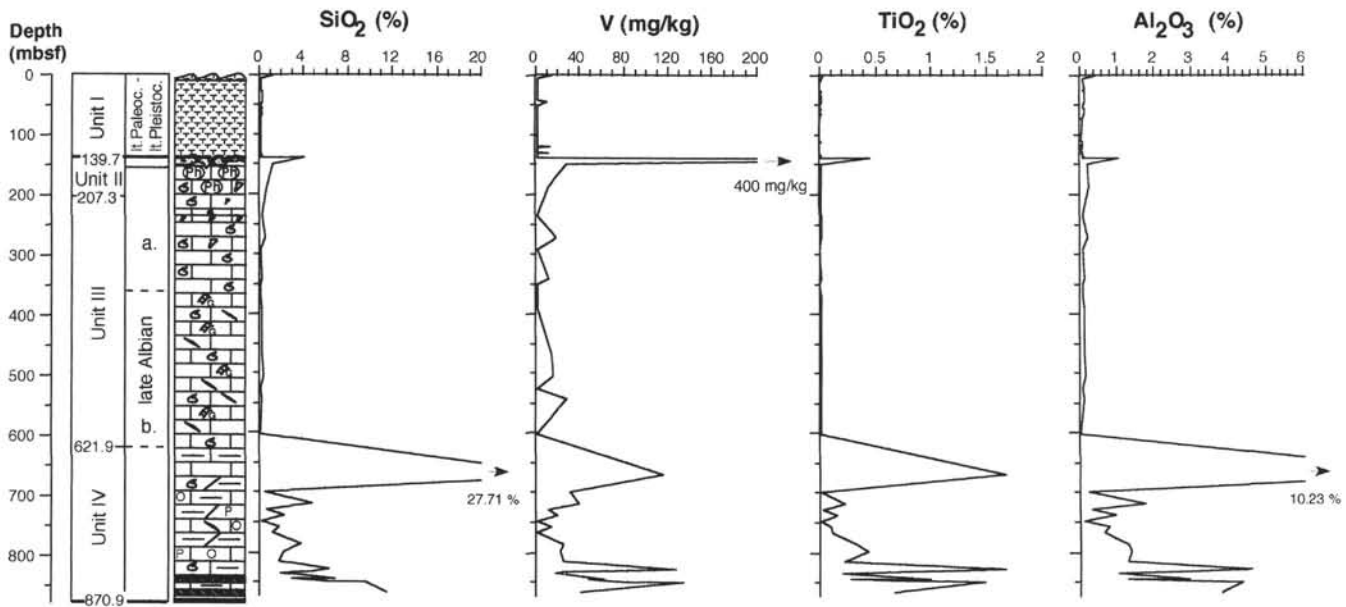 Depth
(mbsf)
SiO2 (%)
V (mg/kg)
TiO2 (%)
Al2O3 (%)
0 4 8 12 16 20
0 40 80 120 160 200
0 0.5 1 1.5 2
0 1 2 3 4 5 6
0
100
200
300
400
500
600
700
800
Unit I
139.7
Unit II
207.3
Unit III
621.9
Unit IV
870.9
lt. Paleoc. -
lt. Pleistoc.
a.
late Albian
b.
Ph Ph
Ph
P
P
400 mg/kg
27.71 %
10.23 %